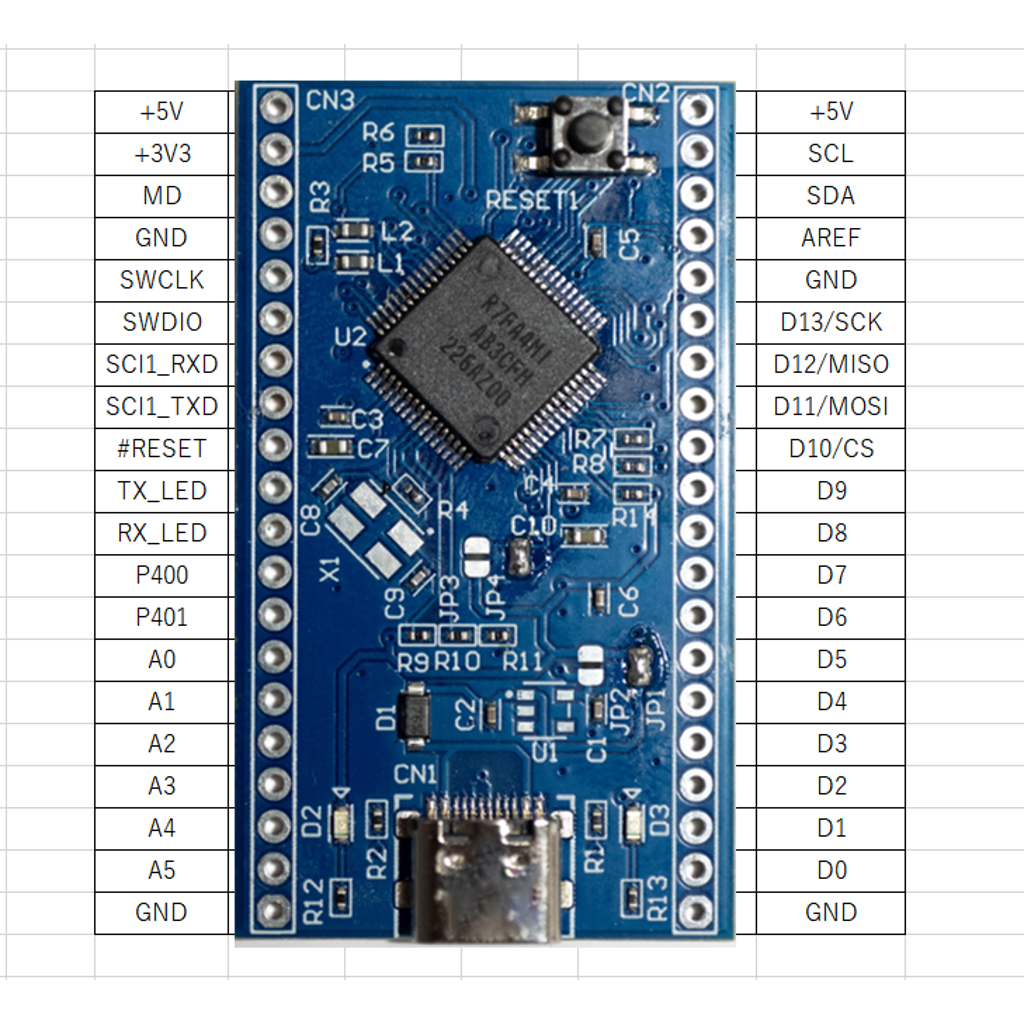 +5V
+3V3
MD
GND
SWCLK
SWDIO
SCI1_RXD
SCI1_TXD
#RESET
TX_LED
RX_LED
P400
P401
A0
A1
A2
A3
A4
A5
GND
CN3
CN2
R6
R5
R3
RESET1
L2
L1
C5
U2
R7FA4M1
AB3CFM
226AZ00
C3
C7
R7
R8
C4
R4
C8
C10
X1
C9
JP3
JP4
C6
R9
R10
R11
D1
C2
U1
C1
JP2
JP1
CN1
D2
R2
R1
D3
R12
R13
+5V
SCL
SDA
AREF
GND
D13/SCK
D12/MISO
D11/MOSI
D10/CS
D9
D8
D7
D6
D5
D4
D3
D2
D1
D0
GND